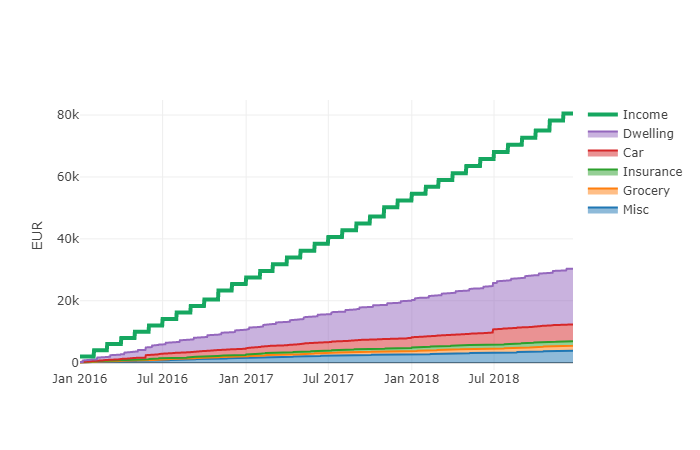 80k
60k
40k
20k
0
EUR
Jan 2016
Jul 2016
Jan 2017
Jul 2017
Jan 2018
Jul 2018
Income
Dwelling
Car
Insurance
Grocery
Misc